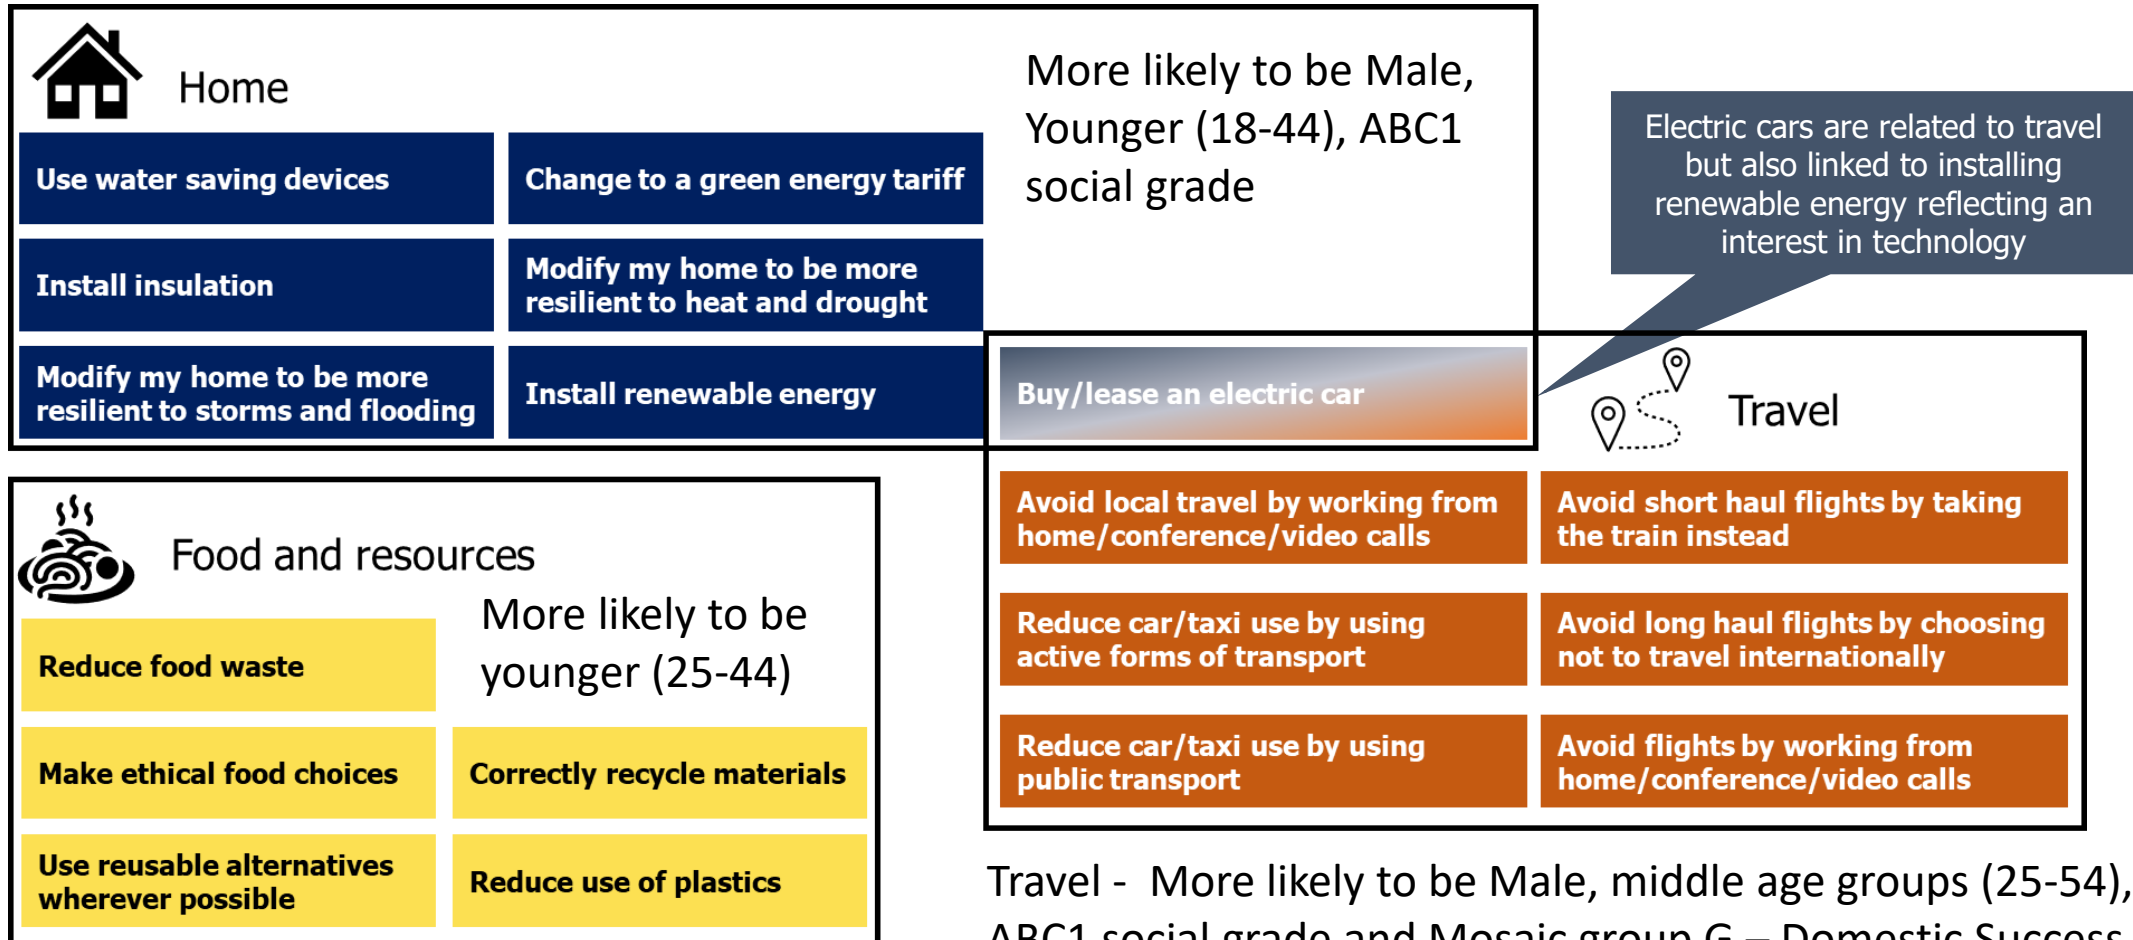 Home
More likely to be Male,
Younger (18-44), ABC1
social grade
Use water saving devices
Change to a green energy tariff
Install insulation
Modify my home to be more
resilient to heat and drought
Modify my home to be more
resilient to storms and flooding
Install renewable energy
Buy/lease an electric car
Electric cars are related to travel
but also linked to installing
renewable energy reflecting an
interest in technology
Travel
Avoid local travel by working from
home/conference/video calls
Avoid short haul flights by taking
the train instead
Reduce car/taxi use by using
active forms of transport
Avoid long haul flights by choosing
not to travel internationally
Reduce car/taxi use by using
public transport
Avoid flights by working from
home/conference/video calls
Food and resources
More likely to be
younger (25-44)
Reduce food waste
Make ethical food choices
Correctly recycle materials
Use reusable alternatives
wherever possible
Reduce use of plastics
Travel - More likely to be Male, middle age groups (25-54),
ABC1 social grade and Mosaic group G – Domestic Success